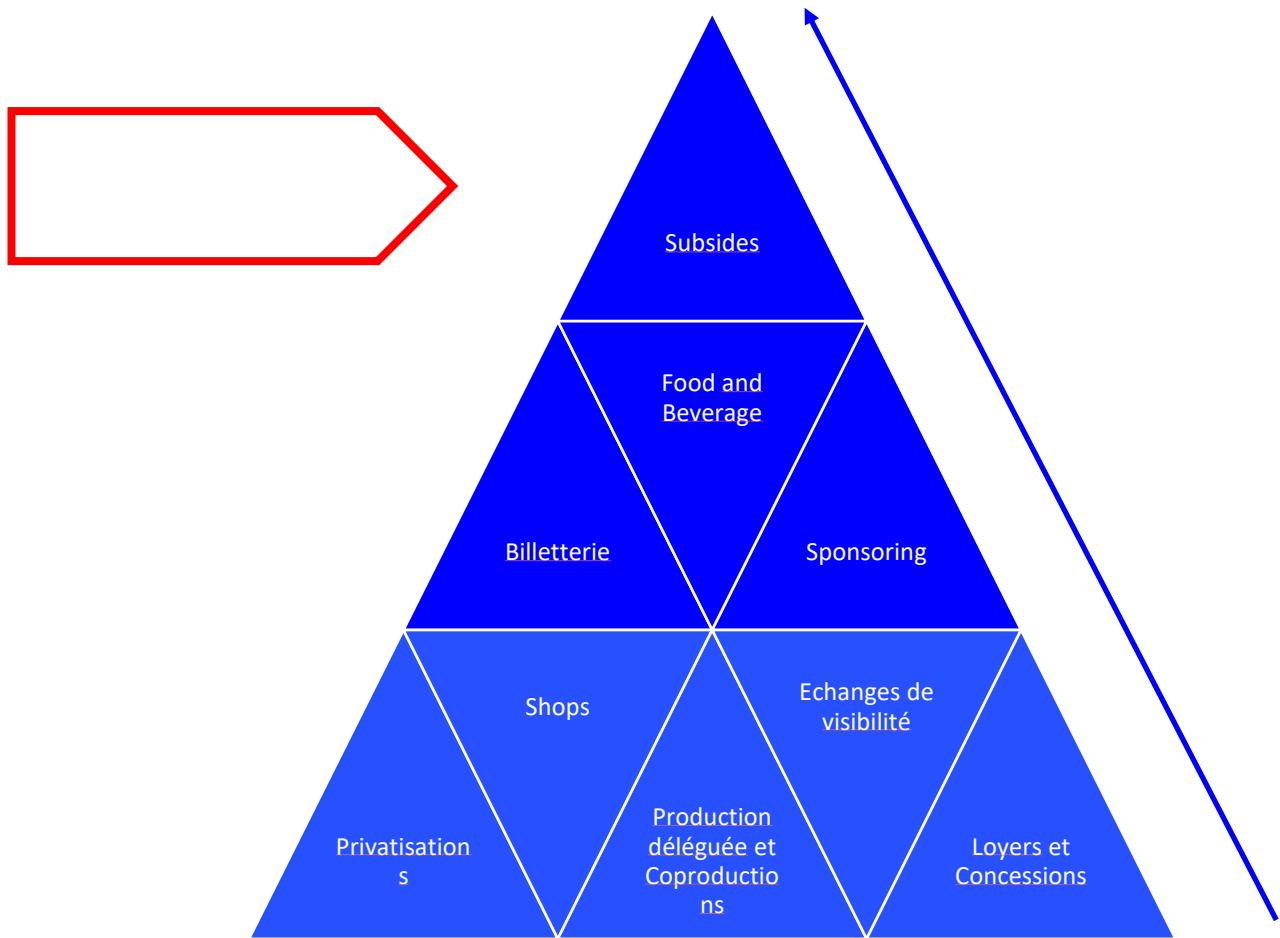 Subsides
Food and
Beverage
Billetterie
Sponsoring
Shops
Echanges de
visibilité
Privatisation
s
Production
déléguée et
Coproductio
ns
Loyers et
Concessions